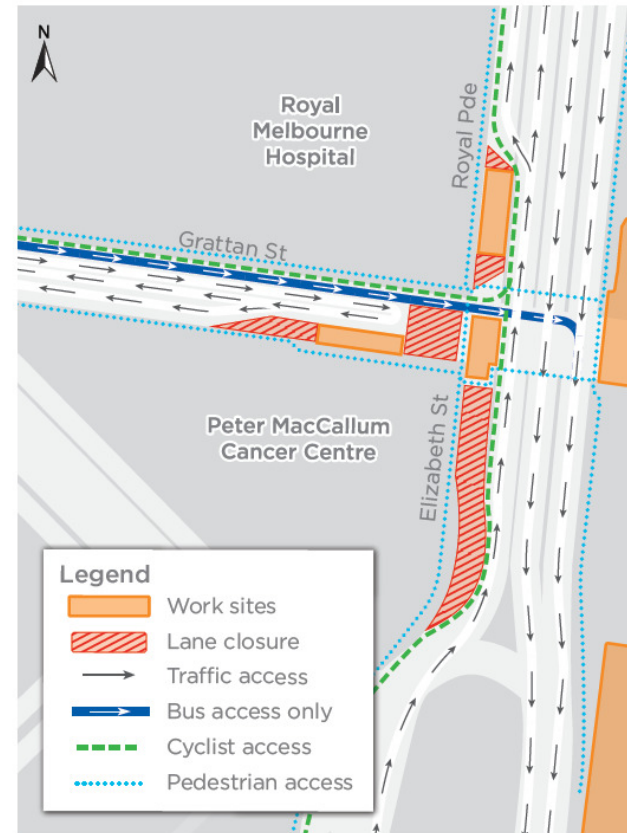 N
Royal
Melbourne
Hospital
Royal Pde
Grattan St
Peter MacCallum
Cancer Centre
Elizabeth St
Legend
Work sites
Lane closure
Traffic access
Bus access only
Cyclist access
Pedestrian access